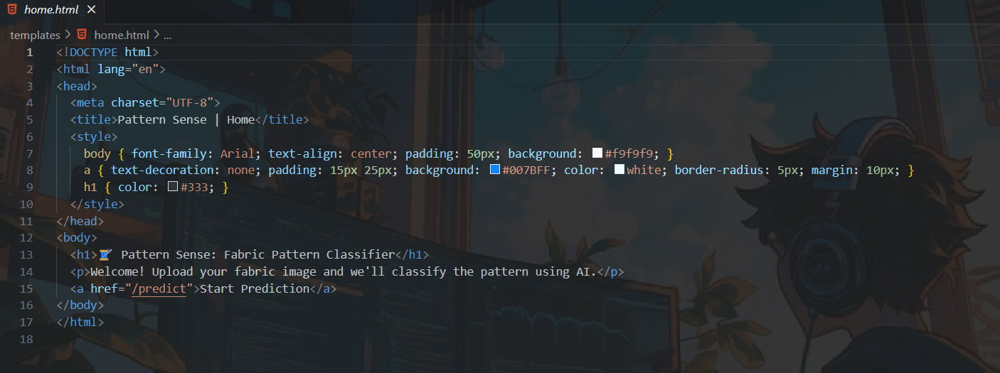 home.html ×
templates > home.html > ...
1 <!DOCTYPE html>
2 <html lang="en">
3 <head>
4   <meta charset="UTF-8">
5   <title>Pattern Sense | Home</title>
6   <style>
7     body { font-family: Arial; text-align: center; padding: 50px; background: #f9f9f9; }
8     a { text-decoration: none; padding: 15px 25px; background: #007BFF; color: white; border-radius: 5px; margin: 10px; }
9     h1 { color: #333; }
10   </style>
11 </head>
12 <body>
13   <h1>🧵 Pattern Sense: Fabric Pattern Classifier</h1>
14   <p>Welcome! Upload your fabric image and we'll classify the pattern using AI.</p>
15   <a href="/predict">Start Prediction</a>
16 </body>
17 </html>
18